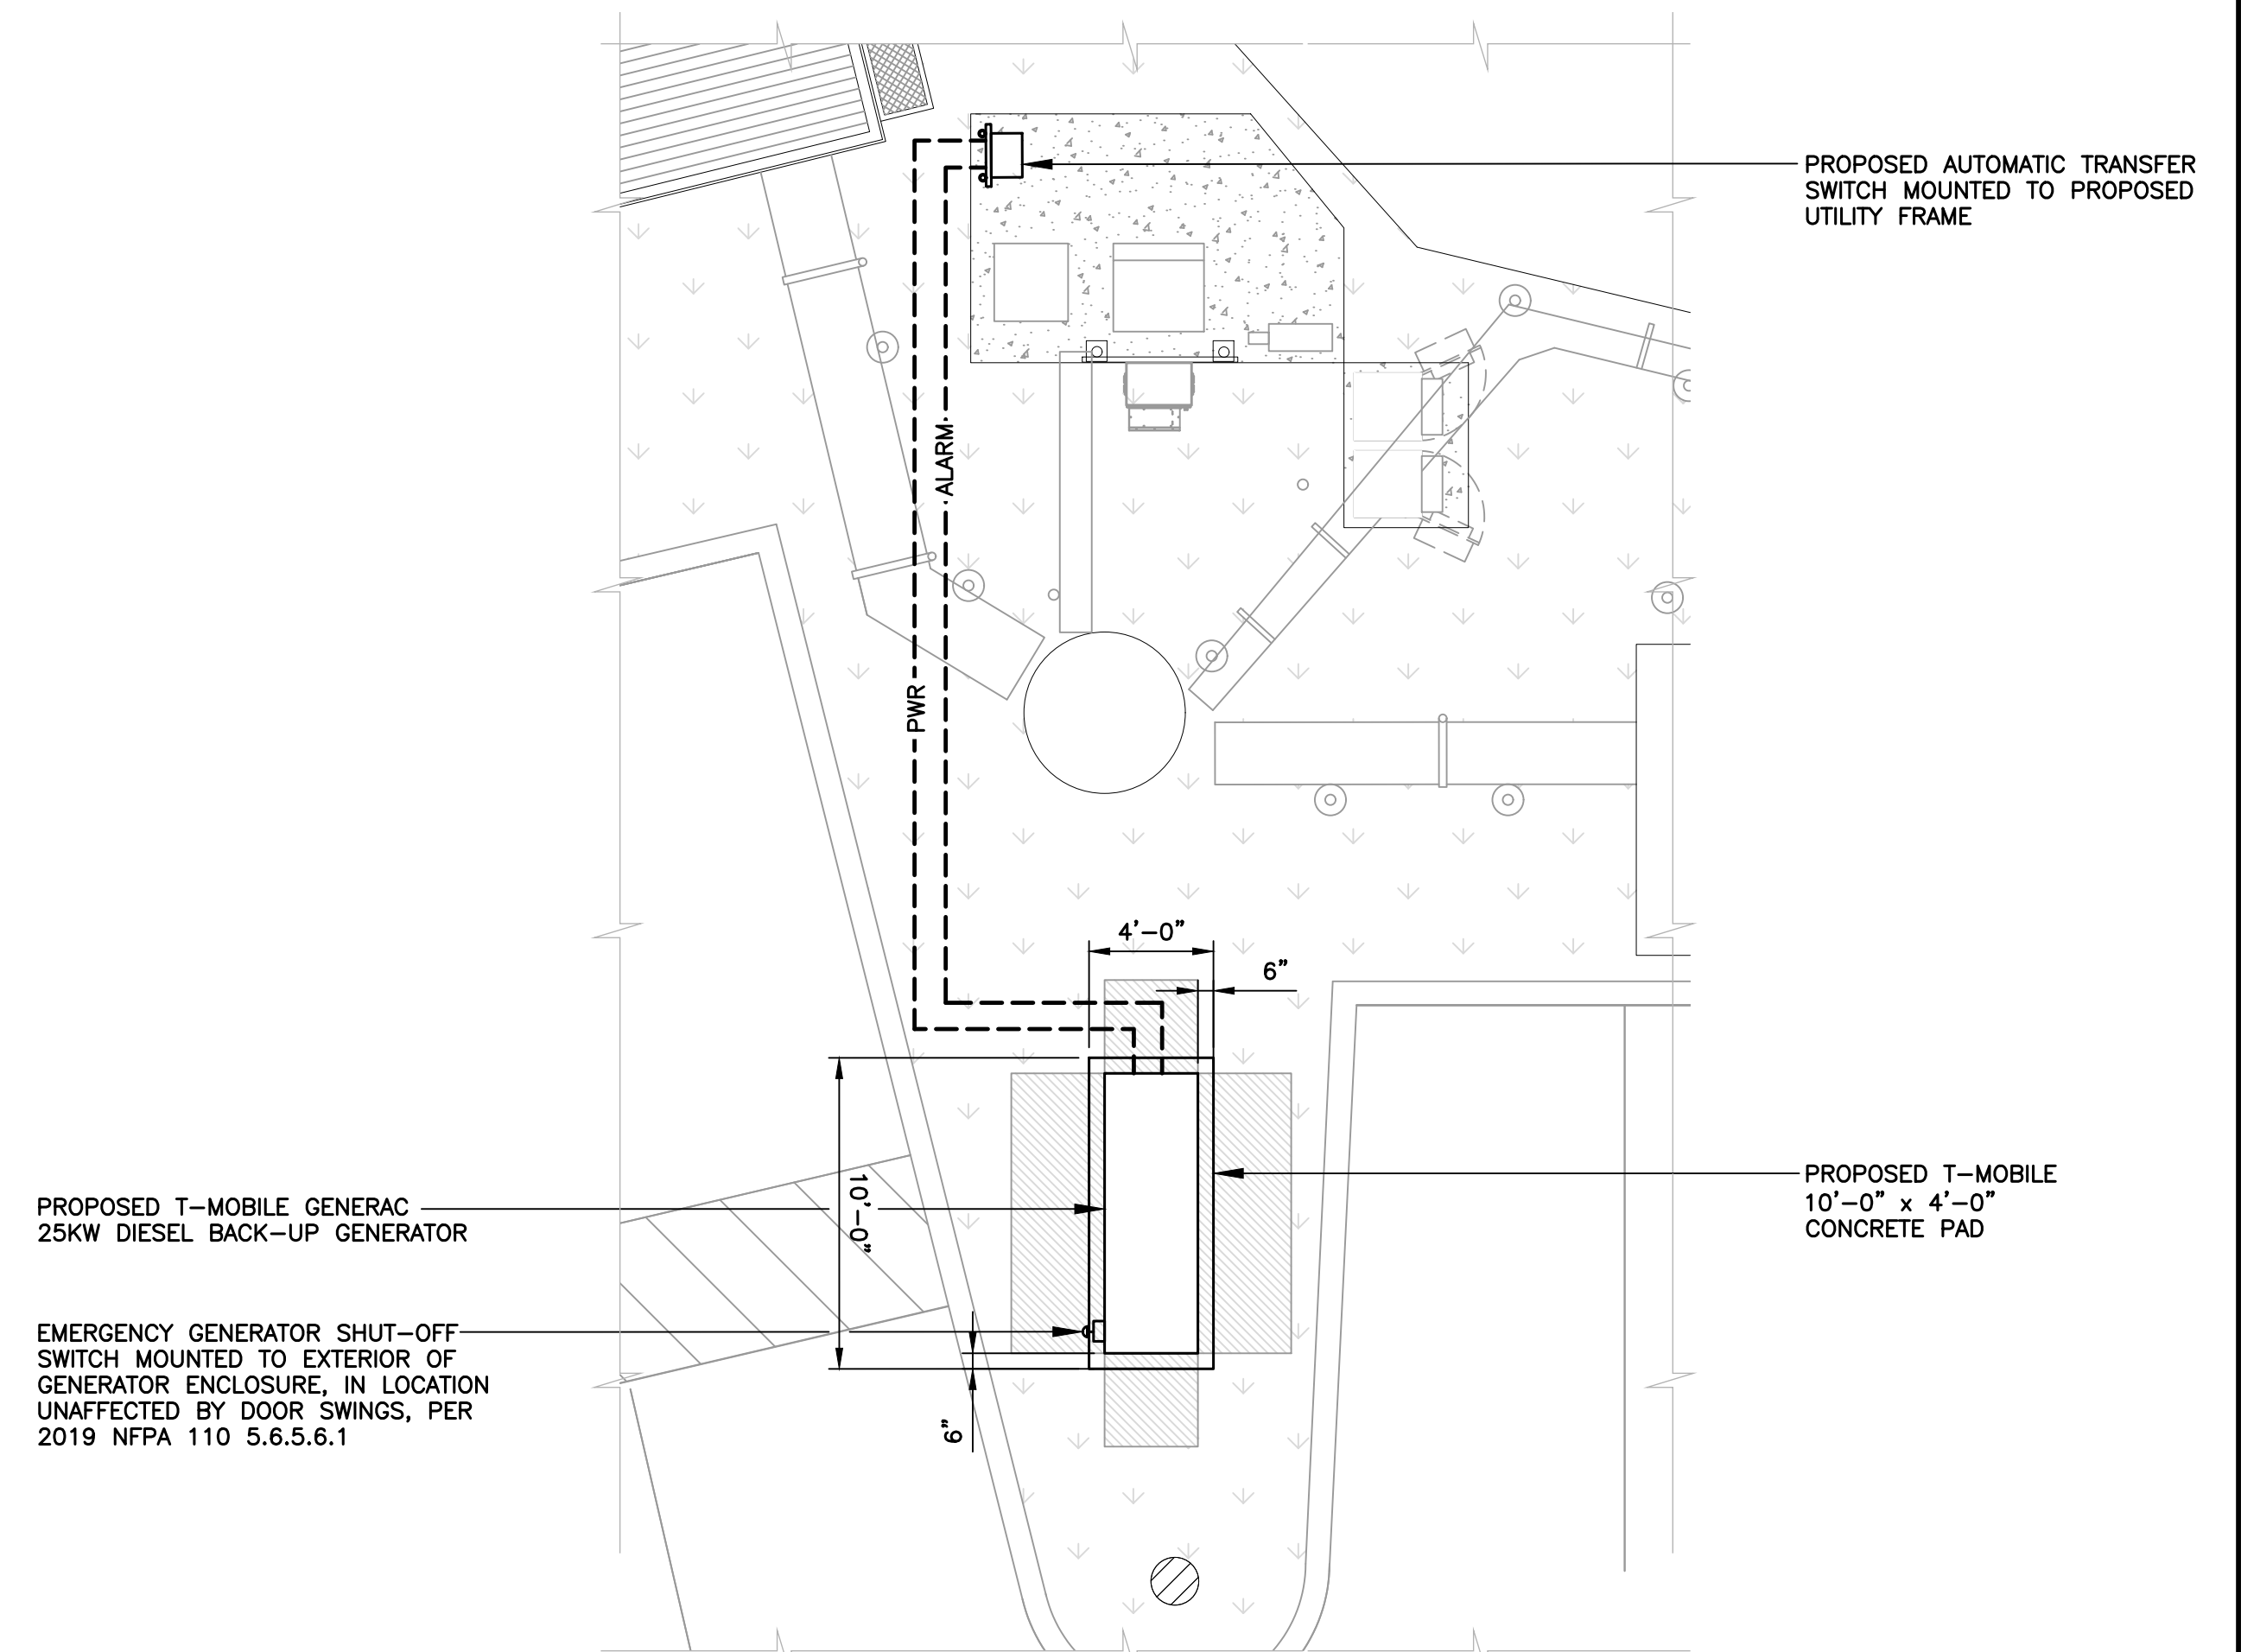 PROPOSED AUTOMATIC TRANSFER
SWITCH MOUNTED TO PROPOSED
UTILITY FRAME
ALARM
PWR
4'-0"
6"
10'-0"
6"
PROPOSED T-MOBILE GENERAC
25KW DIESEL BACK-UP GENERATOR
EMERGENCY GENERATOR SHUT-OFF
SWITCH MOUNTED TO EXTERIOR OF
GENERATOR ENCLOSURE, IN LOCATION
UNAFFECTED BY DOOR SWINGS, PER
2019 NFPA 110 5.6.5.6.1
PROPOSED T-MOBILE
10'-0" x 4'-0"
CONCRETE PAD